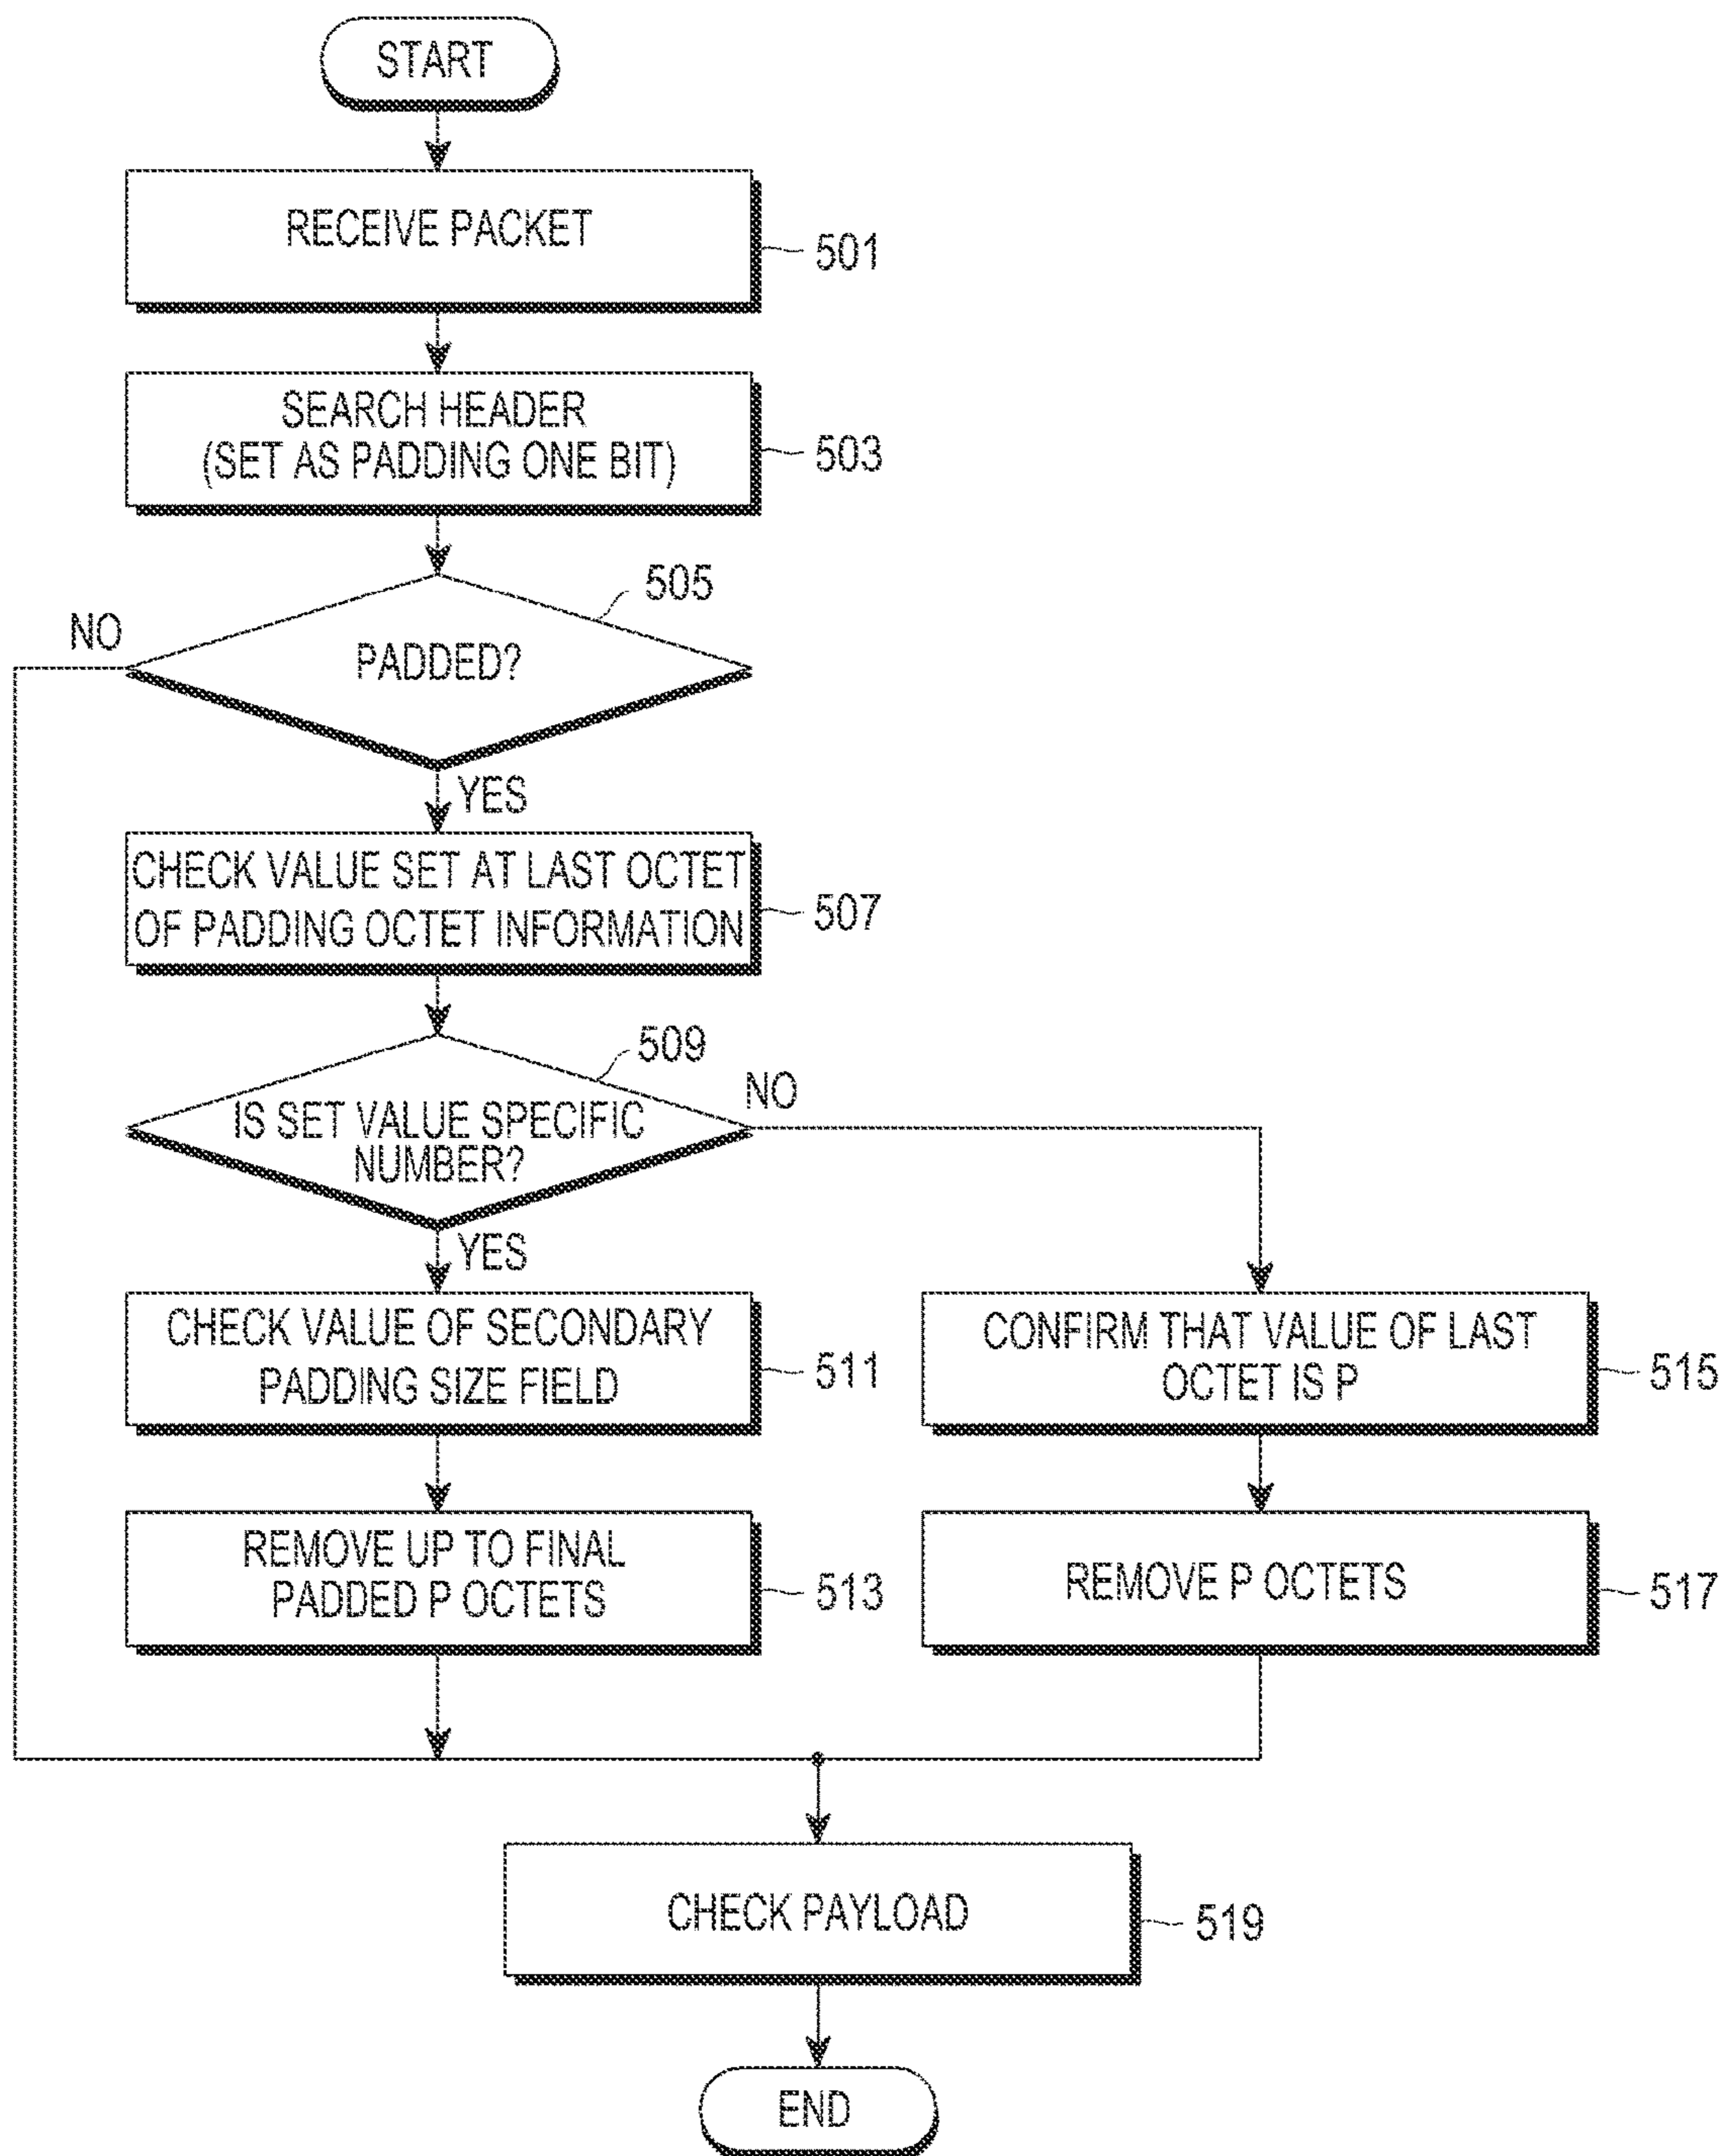 START
RECEIVE PACKET
501
SEARCH HEADER
(SET AS PADDING ONE BIT)
503
505
NO
PADDED?
YES
CHECK VALUE SET AT LAST OCTET
OF PADDING OCTET INFORMATION
507
509
NO
IS SET VALUE SPECIFIC
NUMBER?
YES
CHECK VALUE OF SECONDARY
PADDING SIZE FIELD
511
CONFIRM THAT VALUE OF LAST
OCTET IS P
515
REMOVE UP TO FINAL
PADDED P OCTETS
513
REMOVE P OCTETS
517
CHECK PAYLOAD
519
END